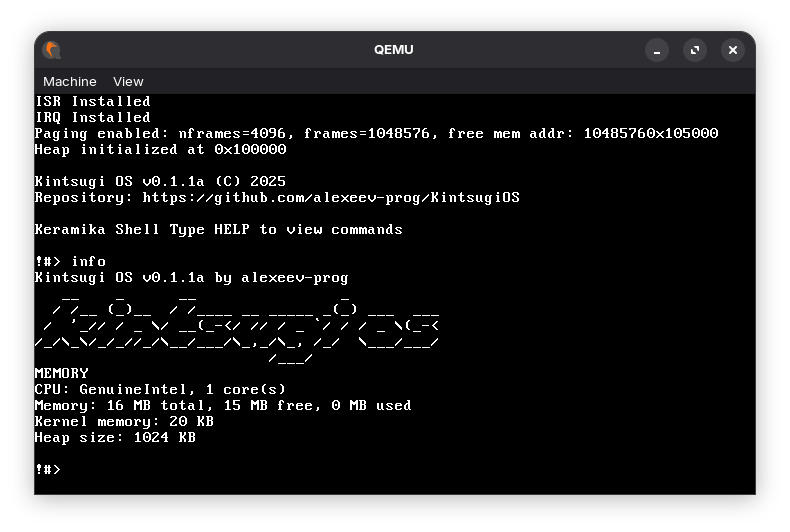 QEMU
Machine View
ISR Installed
IRQ Installed
Paging enabled: nframes=4096, frames=1048576, free mem addr: 10485760x105000
Heap initialized at 0x100000
Kintsugi OS v0.1.1a (C) 2025
Repository: https://github.com/alexeev-prog/KintsugiOS
Keramika Shell Type HELP to view commands
!#> info
Kintsugi OS v0.1.1a by alexeev-prog
kintsugi os
MEMORY
CPU: GenuineIntel, 1 core(s)
Memory: 16 MB total, 15 MB free, 0 MB used
Kernel memory: 20 KB
Heap size: 1024 KB
!#>